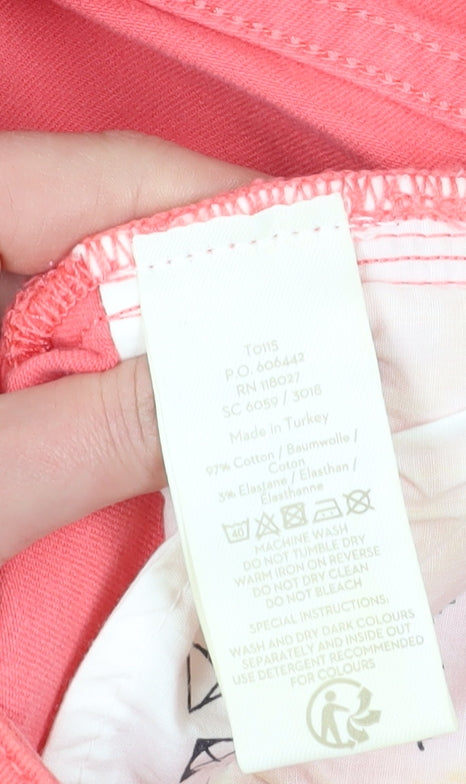 T0115
P.O. 606442
RN 118027
SC 6059 / 3018
Made in Turkey
97% Cotton / Baumwolle /
Coton
3% Elastane / Elasthan /
Elasthanne
40
MACHINE WASH
DO NOT TUMBLE DRY
WARM IRON ON REVERSE
DO NOT DRY CLEAN
DO NOT BLEACH
SPECIAL INSTRUCTIONS:
WASH AND DRY DARK COLOURS
SEPARATELY AND INSIDE OUT
USE DETERGENT RECOMMENDED
FOR COLOURS